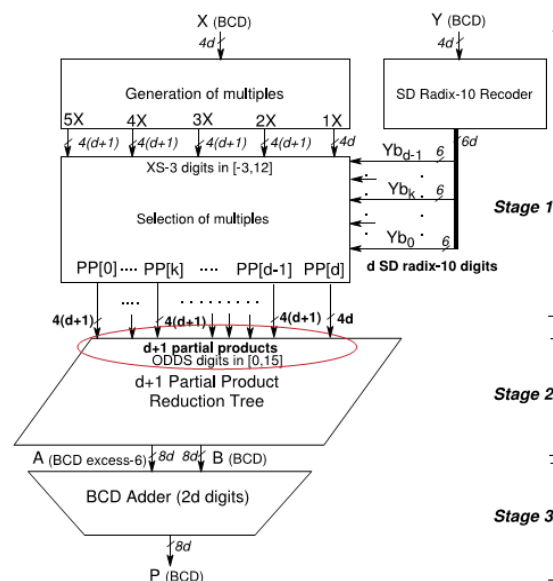 X (BCD)
Y (BCD)
4d
4d
Generation of multiples
SD Radix-10 Recoder
5X 4X 3X 2X 1X
4(d+1) 4(d+1) 4(d+1) 4(d+1) 4d
6d
XS-3 digits in [-3,12]
Yb_{d-1} 6
Selection of multiples
Yb_k 6
Stage 1
Yb_0 6
PP[0] .... PP[k] .... PP[d-1] PP[d]
d SD radix-10 digits
.... ........
4(d+1) 4(d+1) 4(d+1) 4d
d+1 partial products
ODDS digits in [0,15]
d+1 Partial Product
Reduction Tree
Stage 2
A (BCD excess-6) 8d 8d B (BCD)
BCD Adder (2d digits)
Stage 3
8d
P (BCD)